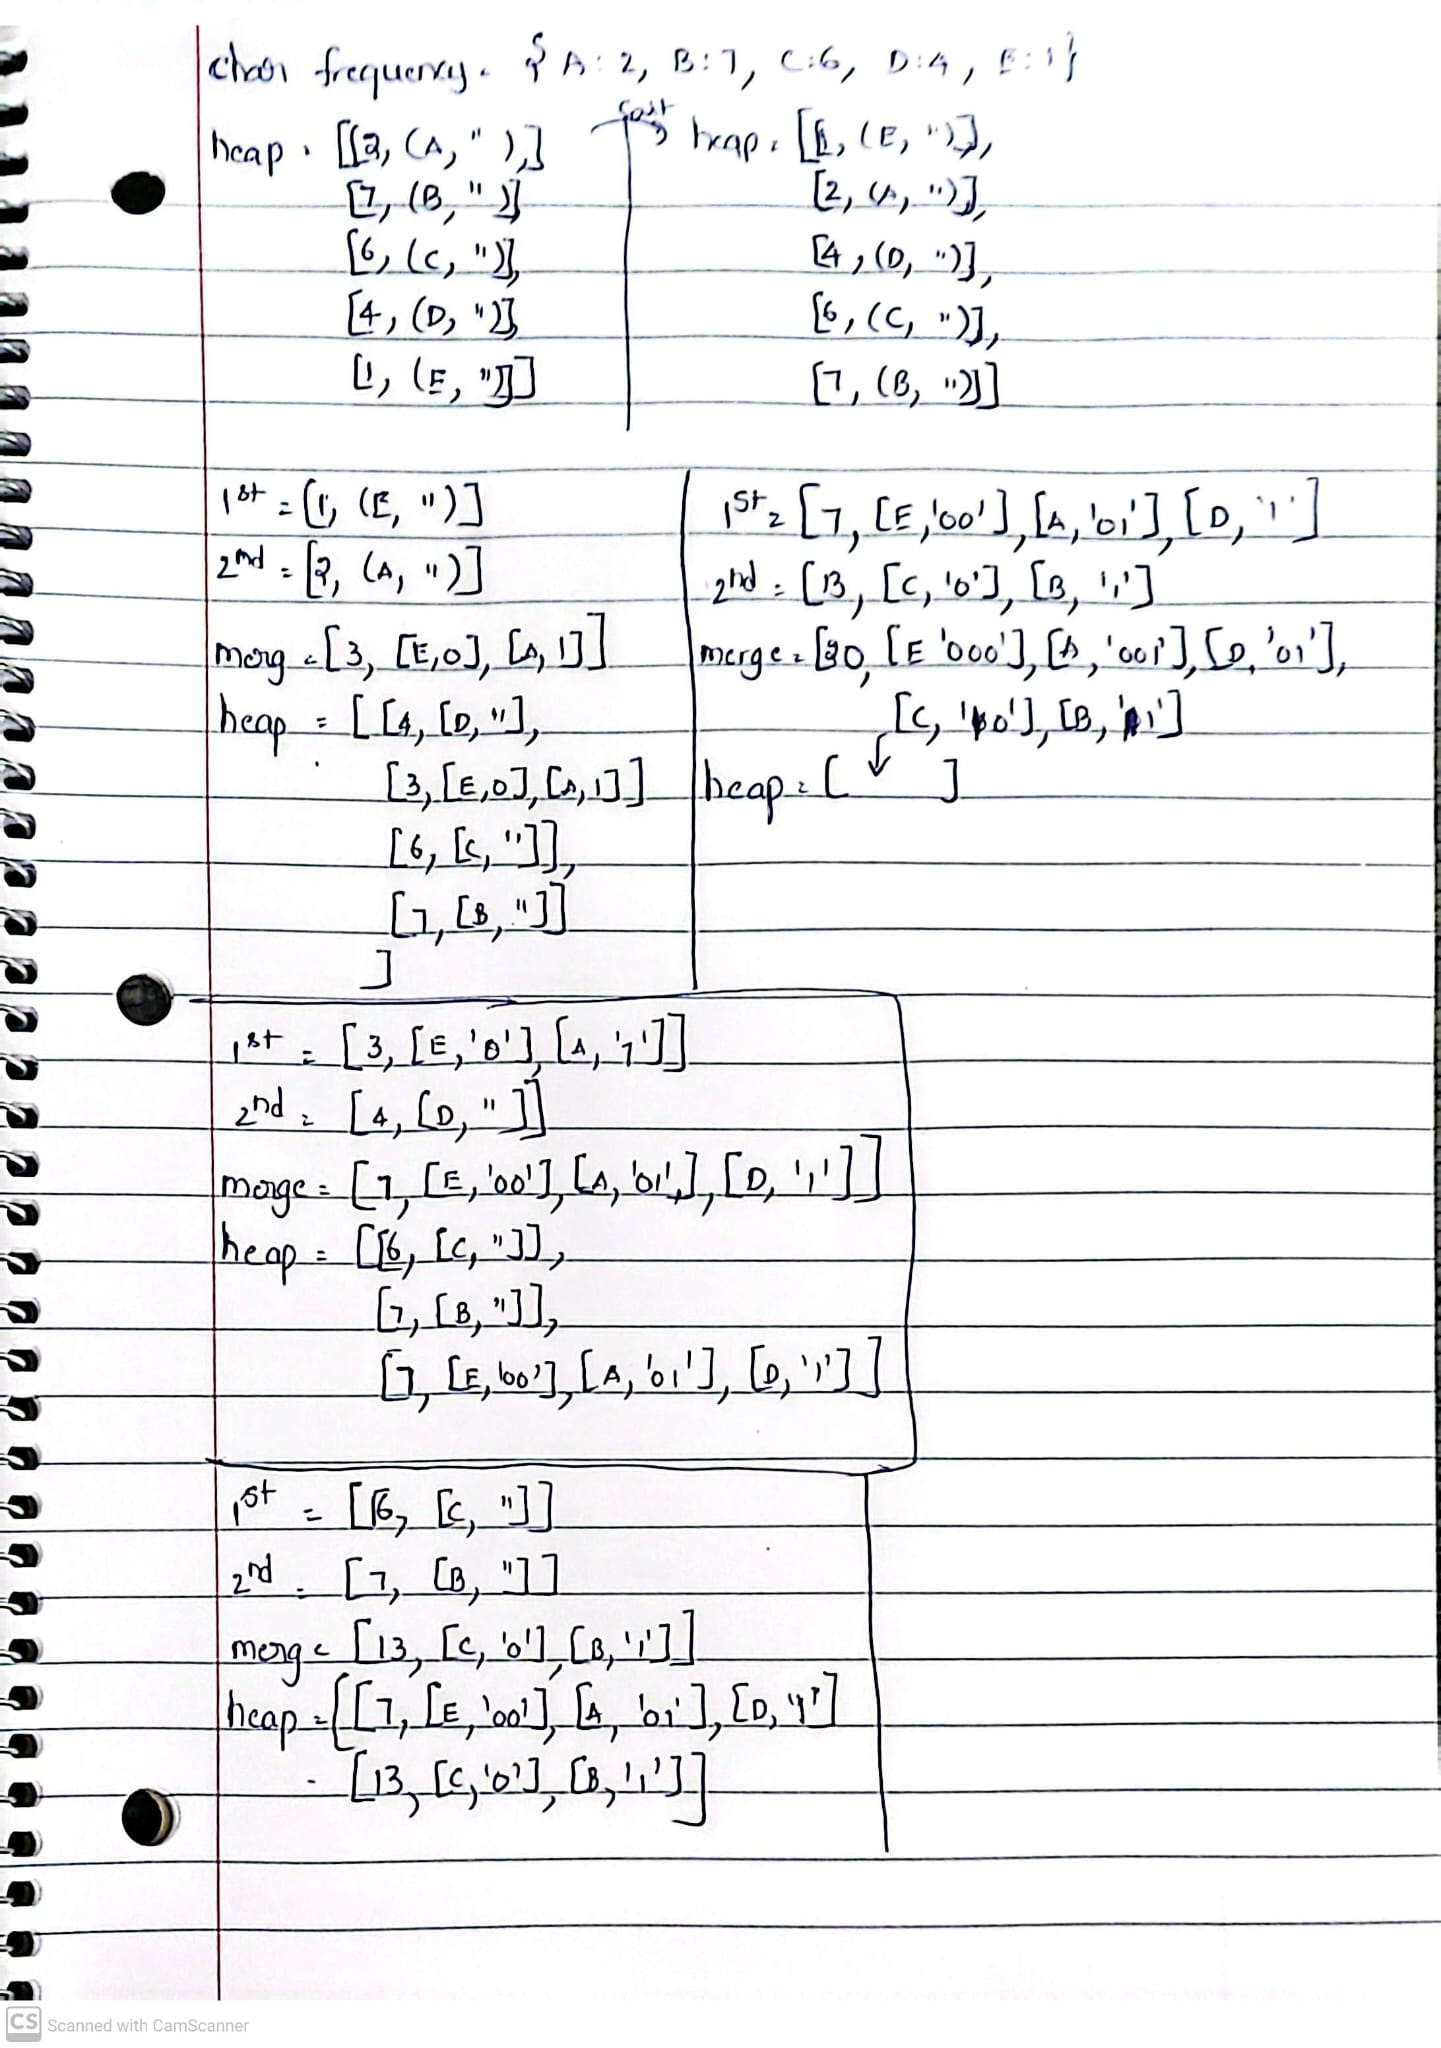 char frequency = { A : 2, B : 7, C : 6, D : 4, E : 1 }
heap = [[2, (A, '' ),]
[7, (B, '' )]
[6, (C, '')],
[4, (D, '')],
[1, (E, '')]]
heap = [[1, (E, '')],
[2, (A, '')],
[4, (D, '')],
[6, (C, '')],
[7, (B, '')]]
1st = [1, (E, '')]
2nd = [2, (A, '')]
merg = [3, [E,0], [A, 1]]
heap = [ [4, [D, ''],
[3, [E,0], [A, 1]]
[6, [C, '']],
[7, [B, '']]
]
1st = [7, [E,'00'], [A,'01'], [D, '1']
2nd = [13, [C, '0'], [B, '1']
merge = [20, [E '000'], [A, '001'], [D, '01'],
[C, '10'], [B, '11']
heap = [ ↓ ]
1st = [3, [E,'0'], [A, '1']]
2nd = [4, [D, '' ]]
merge = [7, [E, '00'], [A, '01'], [D, '1']]
heap = [[6, [C, '']],
[7, [B, '']],
[7, [E, '00'], [A, '01'], [D, '1']]
1st = [[6, [C, '']]
2nd = [7, [B, '']]
merge [13, [C, '0'], [B, '1']]
heap = [[7, [E, '00'], [A, '01'], [D, '1']
[13, [C, '0'], [B, '1']]
CS Scanned with CamScanner